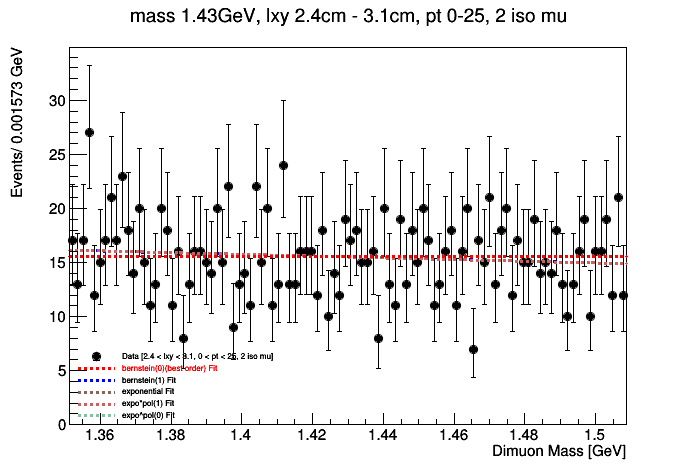 mass 1.43GeV, lxy 2.4cm - 3.1cm, pt 0-25, 2 iso mu
Events/ 0.001573 GeV
30
25
20
15
10
5
0
Data [2.4 < lxy < 3.1, 0 < pt < 25, 2 iso mu]
bernstein(0)(best order) Fit
bernstein(1) Fit
exponential Fit
expo*pol(1) Fit
expo*pol(0) Fit
1.36 1.38 1.4 1.42 1.44 1.46 1.48 1.5
Dimuon Mass [GeV]